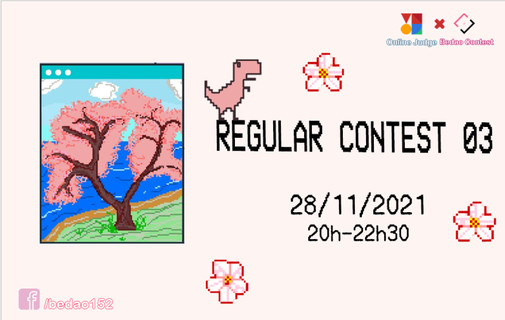 Online Judge Bedao Contest
REGULAR CONTEST 03
28/11/2021
20h-22h30
/bedao152